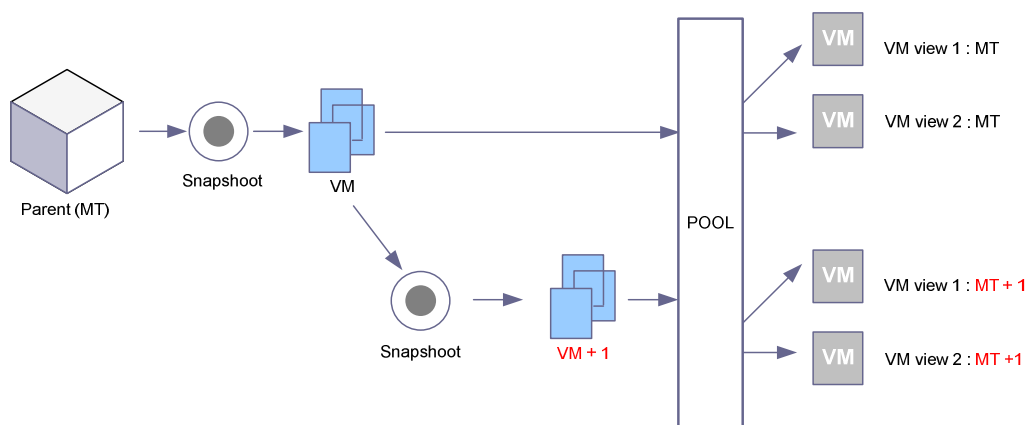 VM
VM view 1 : MT
VM
VM view 2 : MT
Parent (MT)
Snapshoot
VM
POOL
Snapshoot
VM + 1
VM
VM view 1 : MT + 1
VM
VM view 2 : MT +1